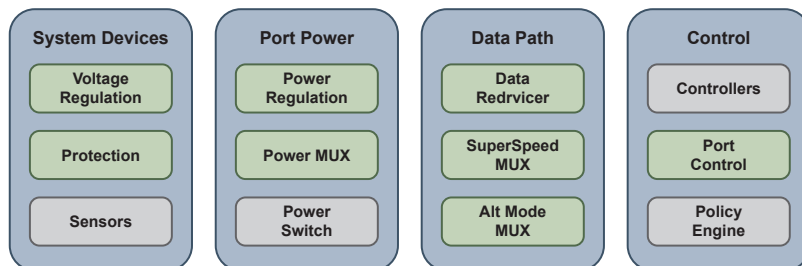 System Devices
Voltage
Regulation
Protection
Sensors
Port Power
Power
Regulation
Power MUX
Power
Switch
Data Path
Data
Redrvicer
SuperSpeed
MUX
Alt Mode
MUX
Control
Controllers
Port
Control
Policy
Engine